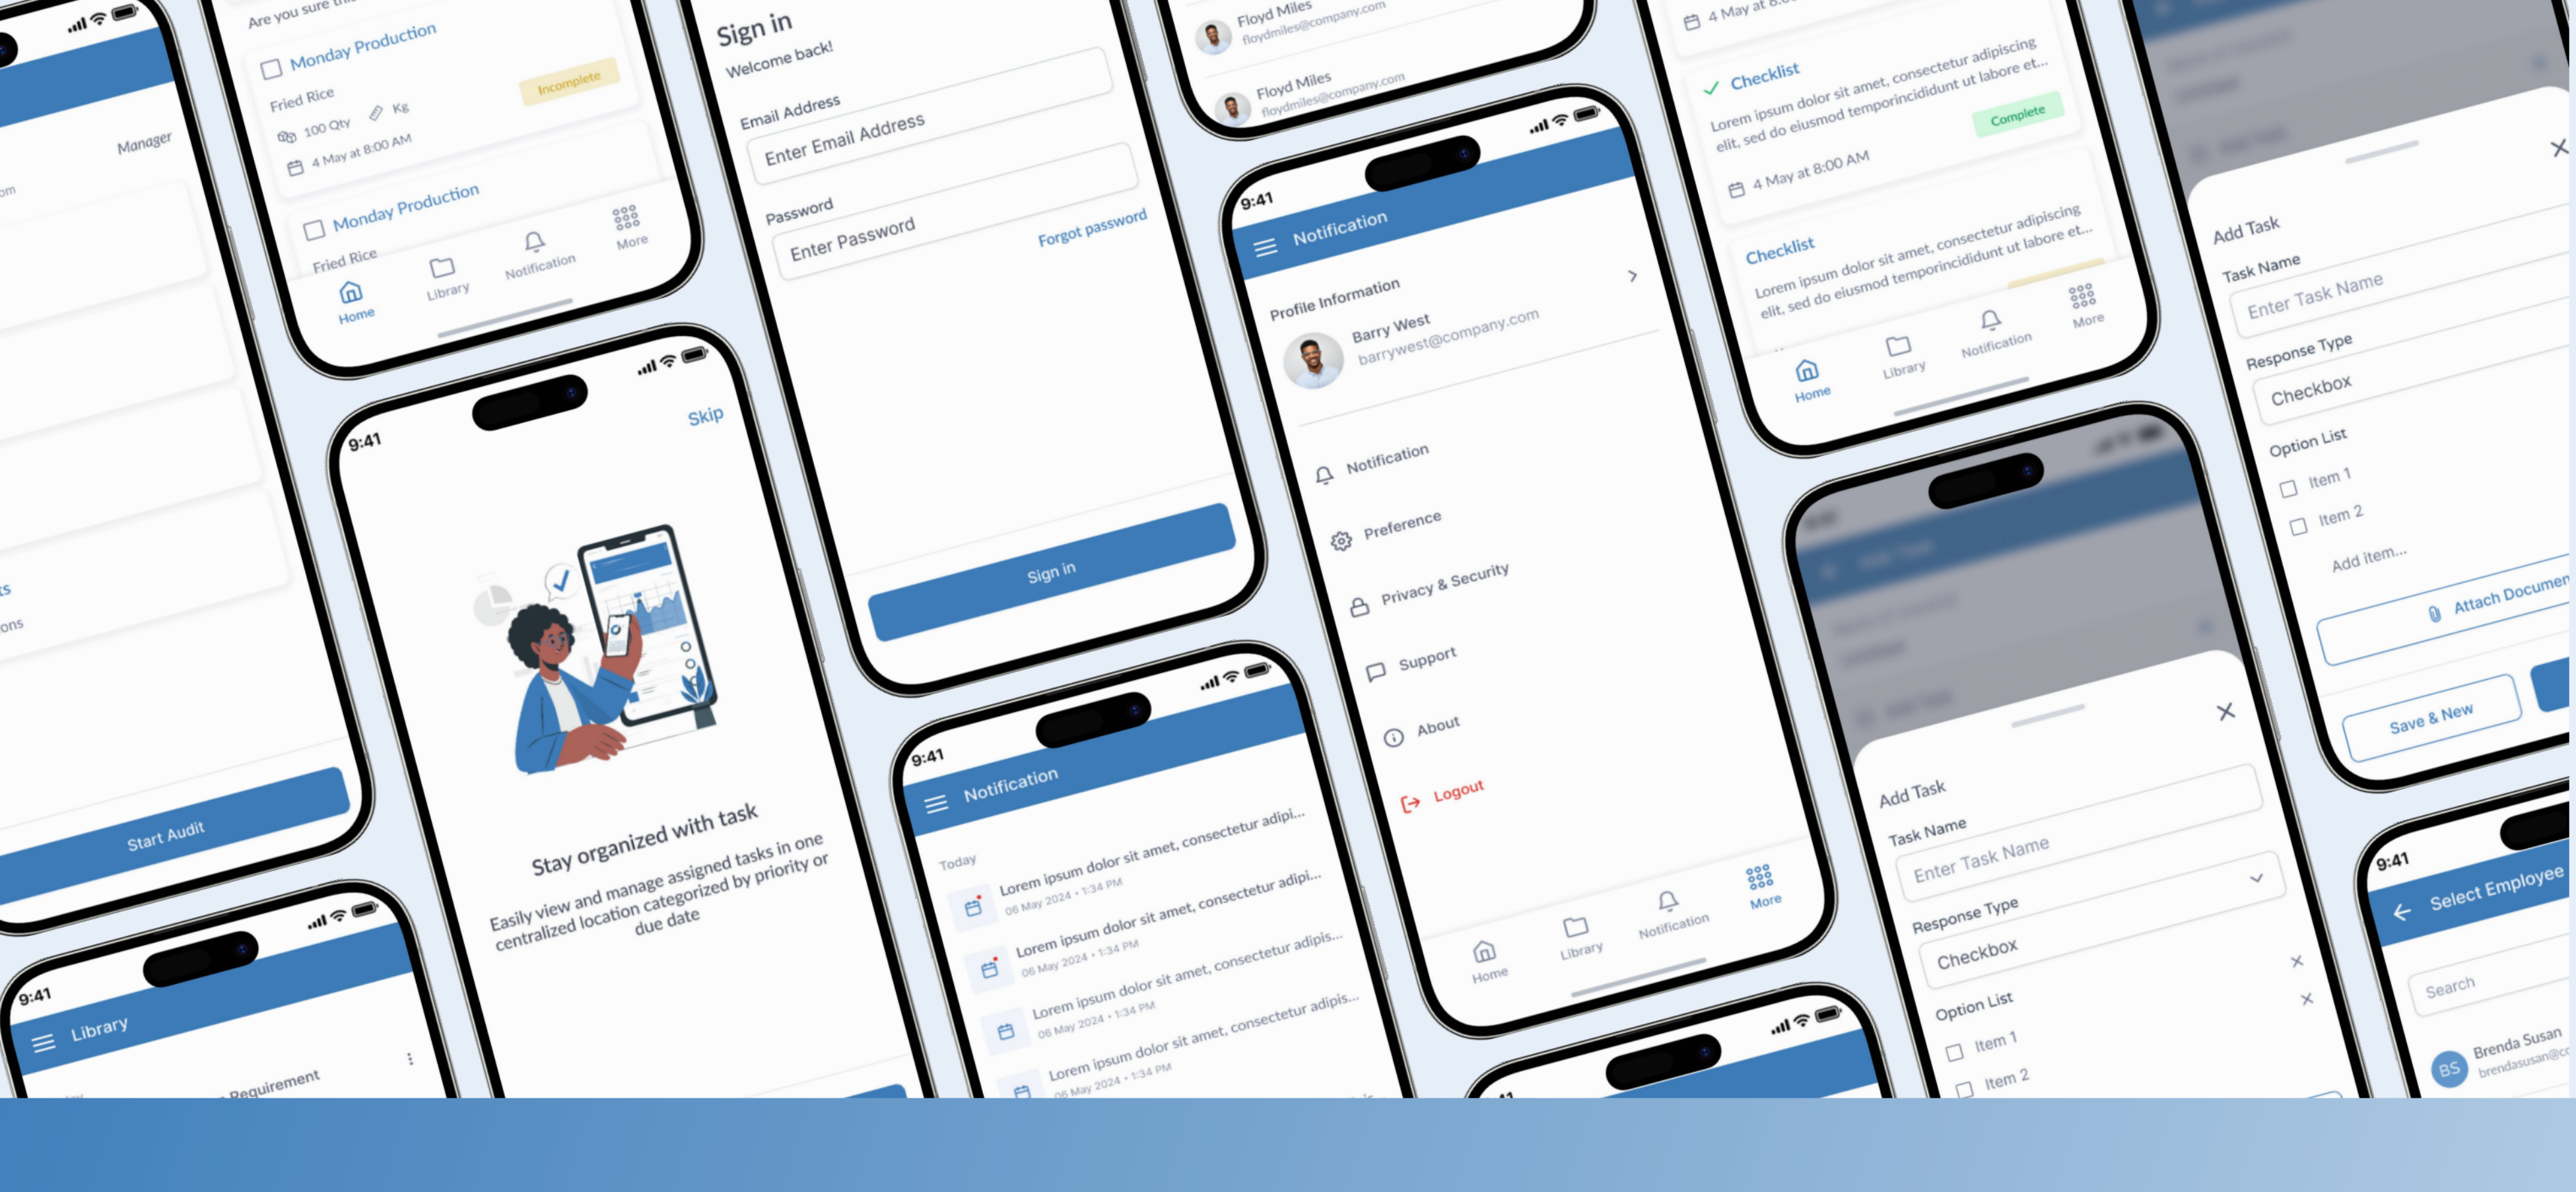 Manager
om
ts
ons
Start Audit
9:41
Library
Requirement
Are you sure
Monday Production
Fried Rice
Incomplete
100 Qty
Kg
4 May at 8:00 AM
Monday Production
Fried Rice
Home
Library
Notification
More
9:41
Skip
Stay organized with task
Easily view and manage assigned tasks in one
centralized location categorized by priority or
due date
Sign in
Welcome back!
Email Address
Enter Email Address
Password
Enter Password
Forgot password
Sign in
9:41
Notification
Today
Lorem ipsum dolor sit amet, consectetur adipi...
06 May 2024 • 1:34 PM
Lorem ipsum dolor sit amet, consectetur adipi...
06 May 2024 • 1:34 PM
Lorem ipsum dolor sit amet, consectetur adipis...
06 May 2024 • 1:34 PM
Lorem ipsum dolor sit amet, consectetur adipis...
06 May 2024 • 1:34 PM
Floyd Miles
floydmiles@company.com
Floyd Miles
floydmiles@company.com
9:41
Notification
Profile Information
Barry West
barrywest@company.com
Notification
Preference
Privacy & Security
Support
About
Logout
Home
Library
Notification
More
4 May at
Checklist
Lorem ipsum dolor sit amet, consectetur adipiscing
elit, sed do eiusmod temporincididunt ut labore et...
Complete
4 May at 8:00 AM
Checklist
Lorem ipsum dolor sit amet, consectetur adipiscing
elit, sed do eiusmod temporincididunt ut labore et...
Home
Library
Notification
More
Add Task
Task Name
Enter Task Name
Response Type
Checkbox
Option List
Item 1
Item 2
Add Task
Task Name
Enter Task Name
Response Type
Checkbox
Option List
Item 1
Item 2
Add item...
Attach Documen
Save & New
9:41
Select Employee
Search
BS
Brenda Susan
brendasusan@co